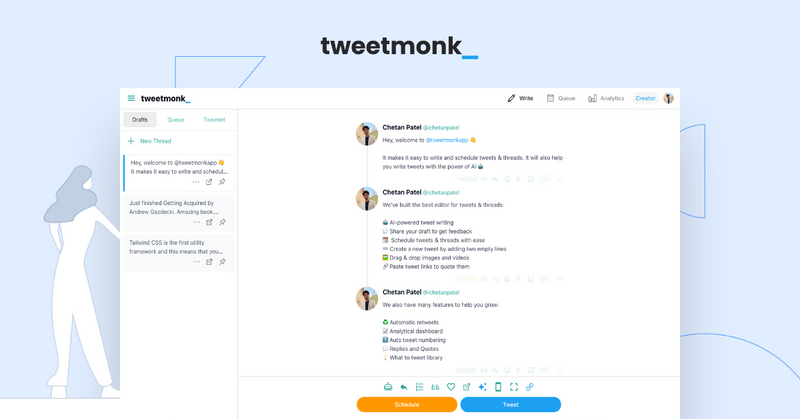 tweetmonk_
tweetmonk_
Write
Queue
Analytics
Creator
Drafts
Queue
Tweeted
New Thread
Hey, welcome to @tweetmonkapp 👋
It makes it easy to write and schedul...
Just finished Getting Acquired by
Andrew Gazdecki. Amazing book....
Tailwind CSS is the first utility
framework and this means that you...
Chetan Patel @ichetanpatel
Hey, welcome to @tweetmonkapp 👋
It makes it easy to write and schedule tweets & threads. It will also help
you write tweets with the power of AI 🤖
Chetan Patel @ichetanpatel
We've built the best editor for tweets & threads:
🤖 AI-powered tweet writing
💬 Share your draft to get feedback
📅 Schedule tweets & threads with ease
⌨️ Create a new tweet by adding two empty lines
🖼 Drag & drop images and videos
🔗 Paste tweet links to quote them
Chetan Patel @ichetanpatel
We also have many features to help you grow:
♻️ Automatic retweets
📊 Analytical dashboard
🔢 Auto tweet numbering
💬 Replies and Quotes
💡 What to tweet library
Schedule
Tweet